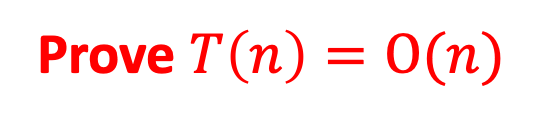 Prove T(n) = O(n)